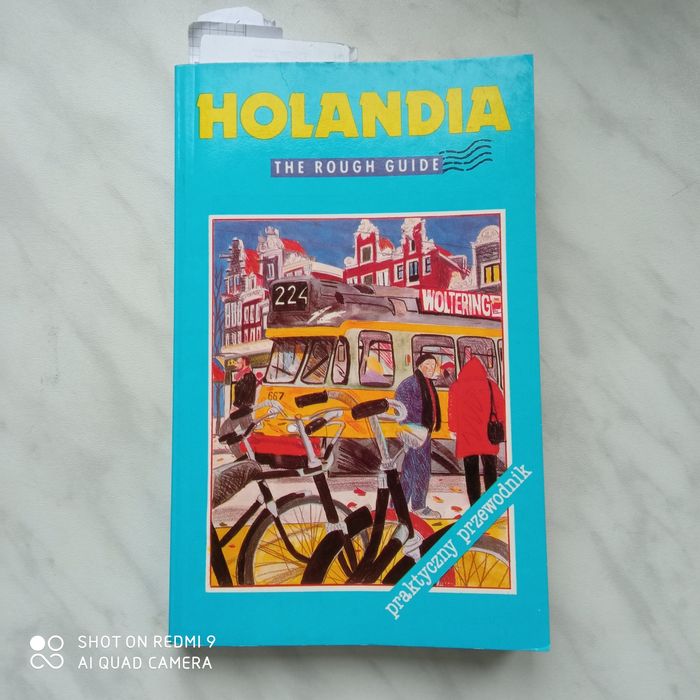 HOLANDIA
THE ROUGH GUIDE
224
WOLTERING
667
praktyczny przewodnik
SHOT ON REDMI 9
AI QUAD CAMERA